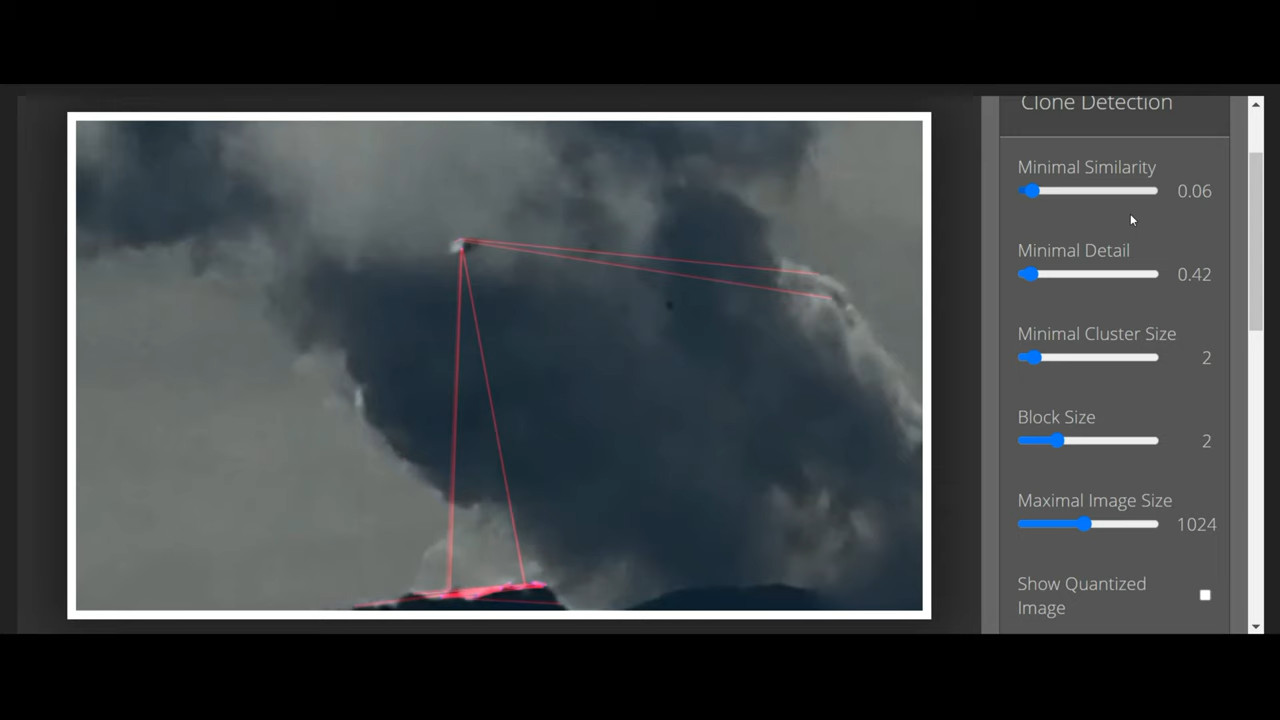 Clone Detection
Minimal Similarity
0.06
Minimal Detail
0.42
Minimal Cluster Size
2
Block Size
2
Maximal Image Size
1024
Show Quantized
Image